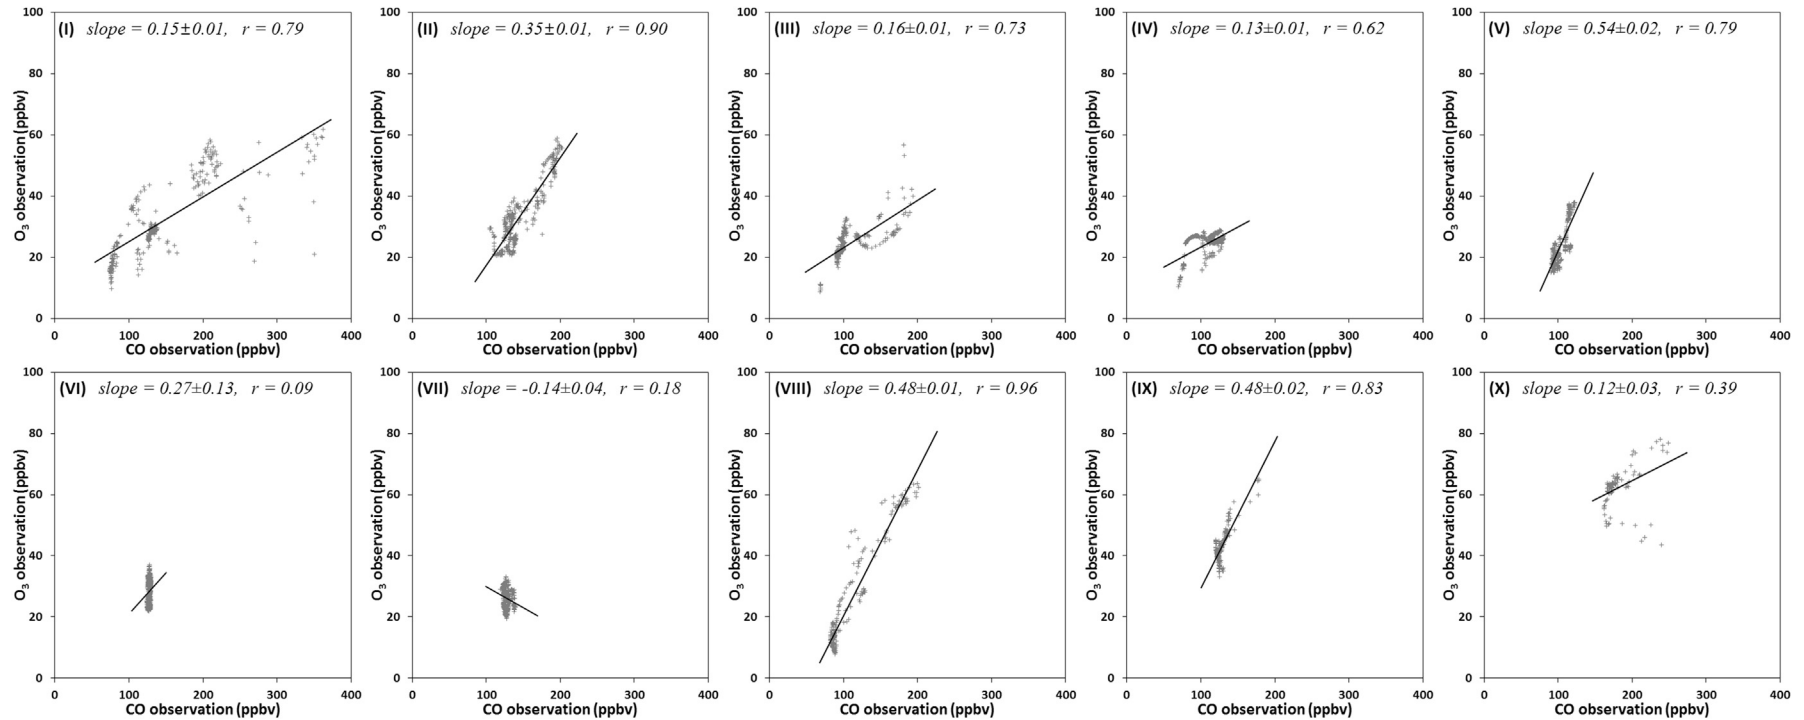 (I) slope = 0.15±0.01, r = 0.79
100
80
60
40
20
0
O3 observation (ppbv)
0 100 200 300 400
CO observation (ppbv)
(II) slope = 0.35±0.01, r = 0.90
100
80
60
40
20
0
O3 observation (ppbv)
0 100 200 300 400
CO observation (ppbv)
(III) slope = 0.16±0.01, r = 0.73
100
80
60
40
20
0
O3 observation (ppbv)
0 100 200 300 400
CO observation (ppbv)
(IV) slope = 0.13±0.01, r = 0.62
100
80
60
40
20
0
O3 observation (ppbv)
0 100 200 300 400
CO observation (ppbv)
(V) slope = 0.54±0.02, r = 0.79
100
80
60
40
20
0
O3 observation (ppbv)
0 100 200 300 400
CO observation (ppbv)
(VI) slope = 0.27±0.13, r = 0.09
100
80
60
40
20
0
O3 observation (ppbv)
0 100 200 300 400
CO observation (ppbv)
(VII) slope = -0.14±0.04, r = 0.18
100
80
60
40
20
0
O3 observation (ppbv)
0 100 200 300 400
CO observation (ppbv)
(VIII) slope = 0.48±0.01, r = 0.96
100
80
60
40
20
0
O3 observation (ppbv)
0 100 200 300 400
CO observation (ppbv)
(IX) slope = 0.48±0.02, r = 0.83
100
80
60
40
20
0
O3 observation (ppbv)
0 100 200 300 400
CO observation (ppbv)
(X) slope = 0.12±0.03, r = 0.39
100
80
60
40
20
0
O3 observation (ppbv)
0 100 200 300 400
CO observation (ppbv)